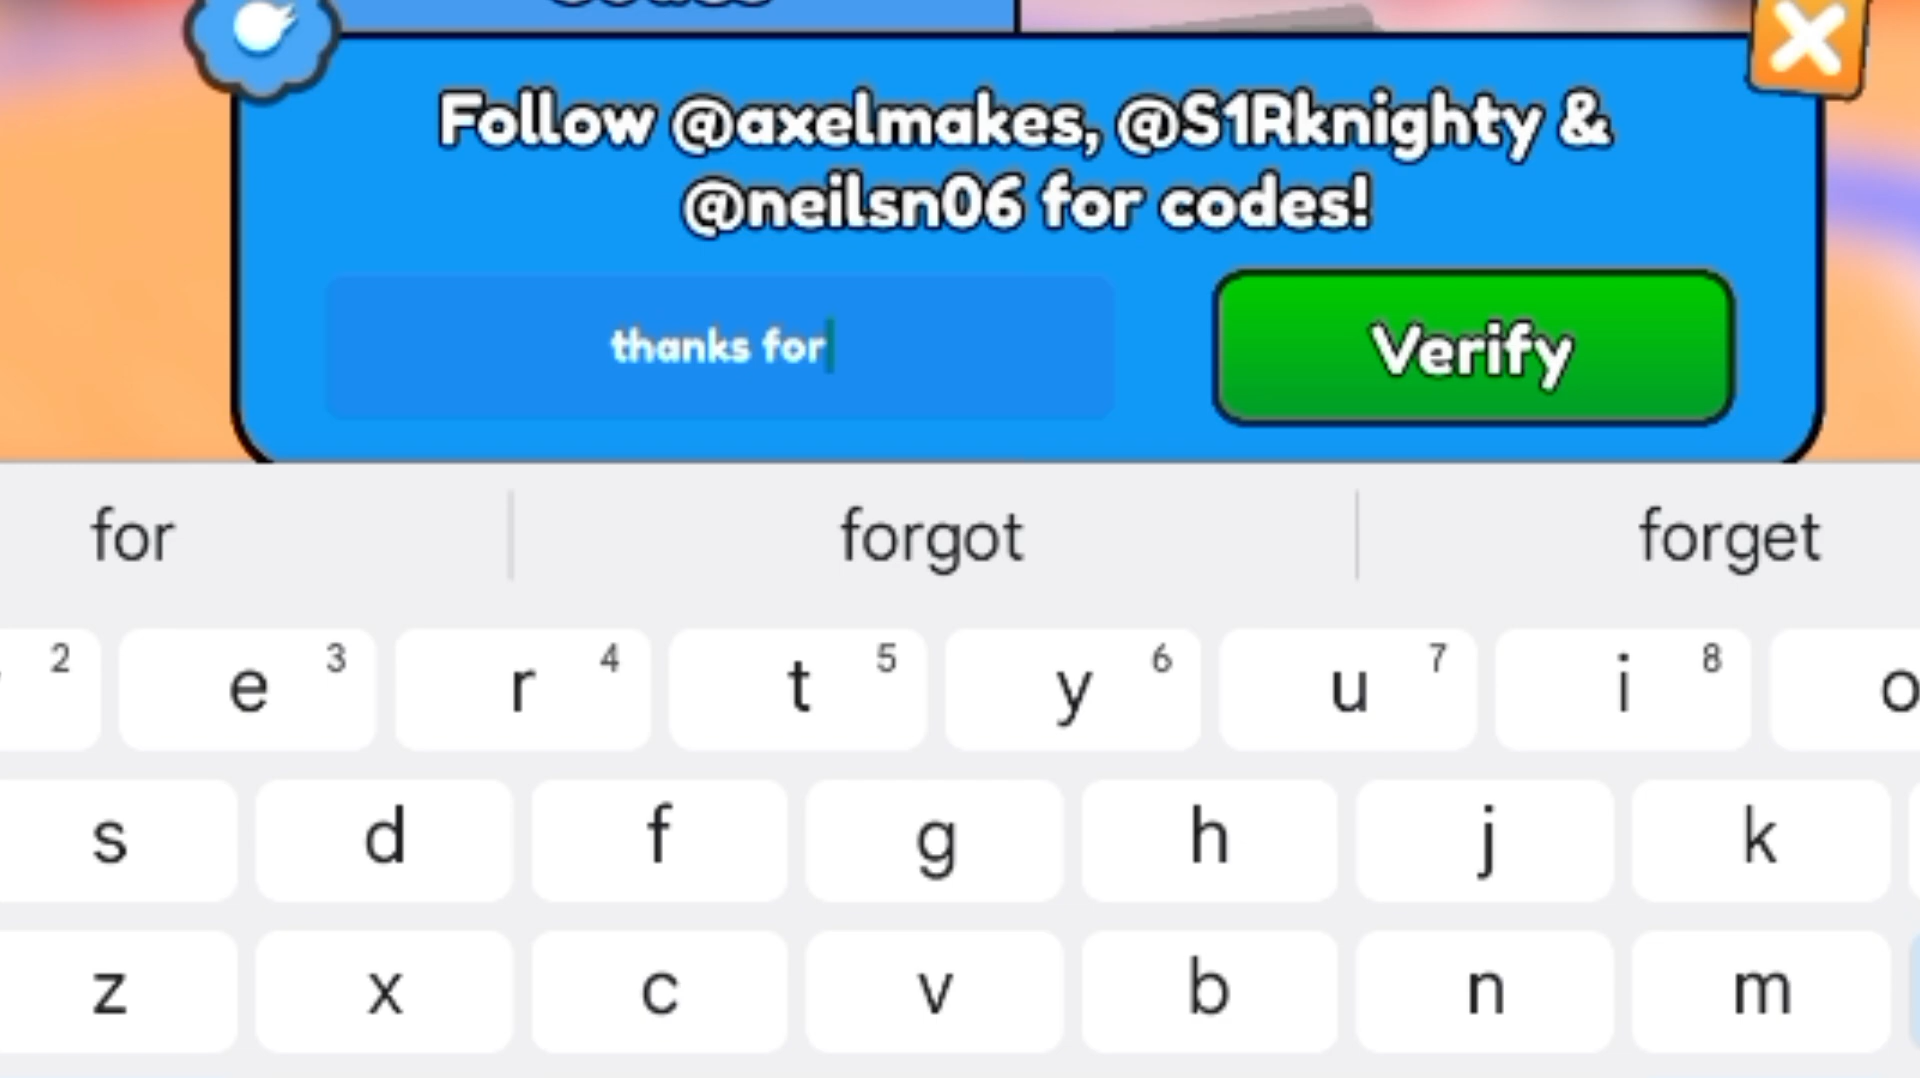 Follow @axelmakes, @S1Rknighty &
@neilsn06 for codes!
thanks for
Verify
for forgot forget
2 e 3 r 4 t 5 y 6 u 7 i 8 o
s d f g h j k
z x c v b n m